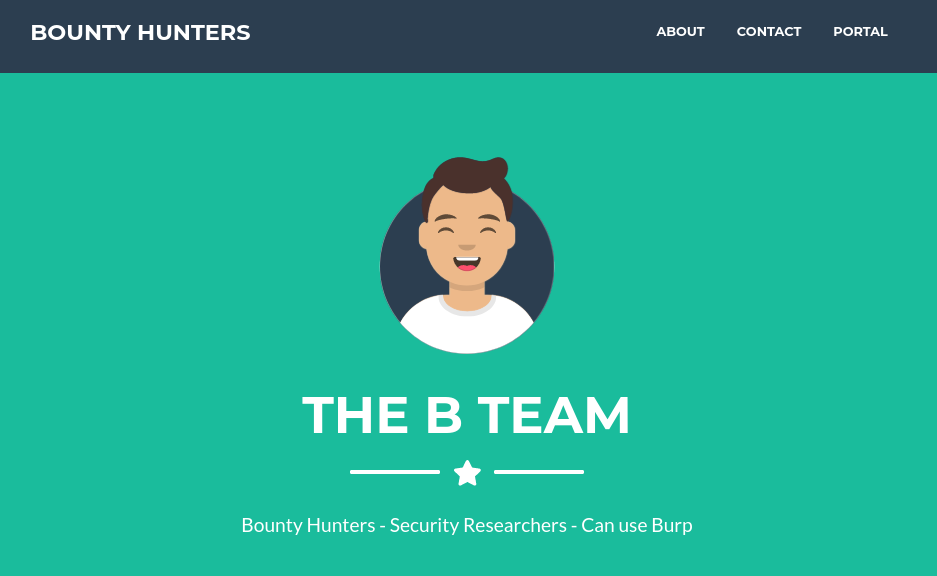 BOUNTY HUNTERS
ABOUT CONTACT PORTAL
THE B TEAM
Bounty Hunters - Security Researchers - Can use Burp